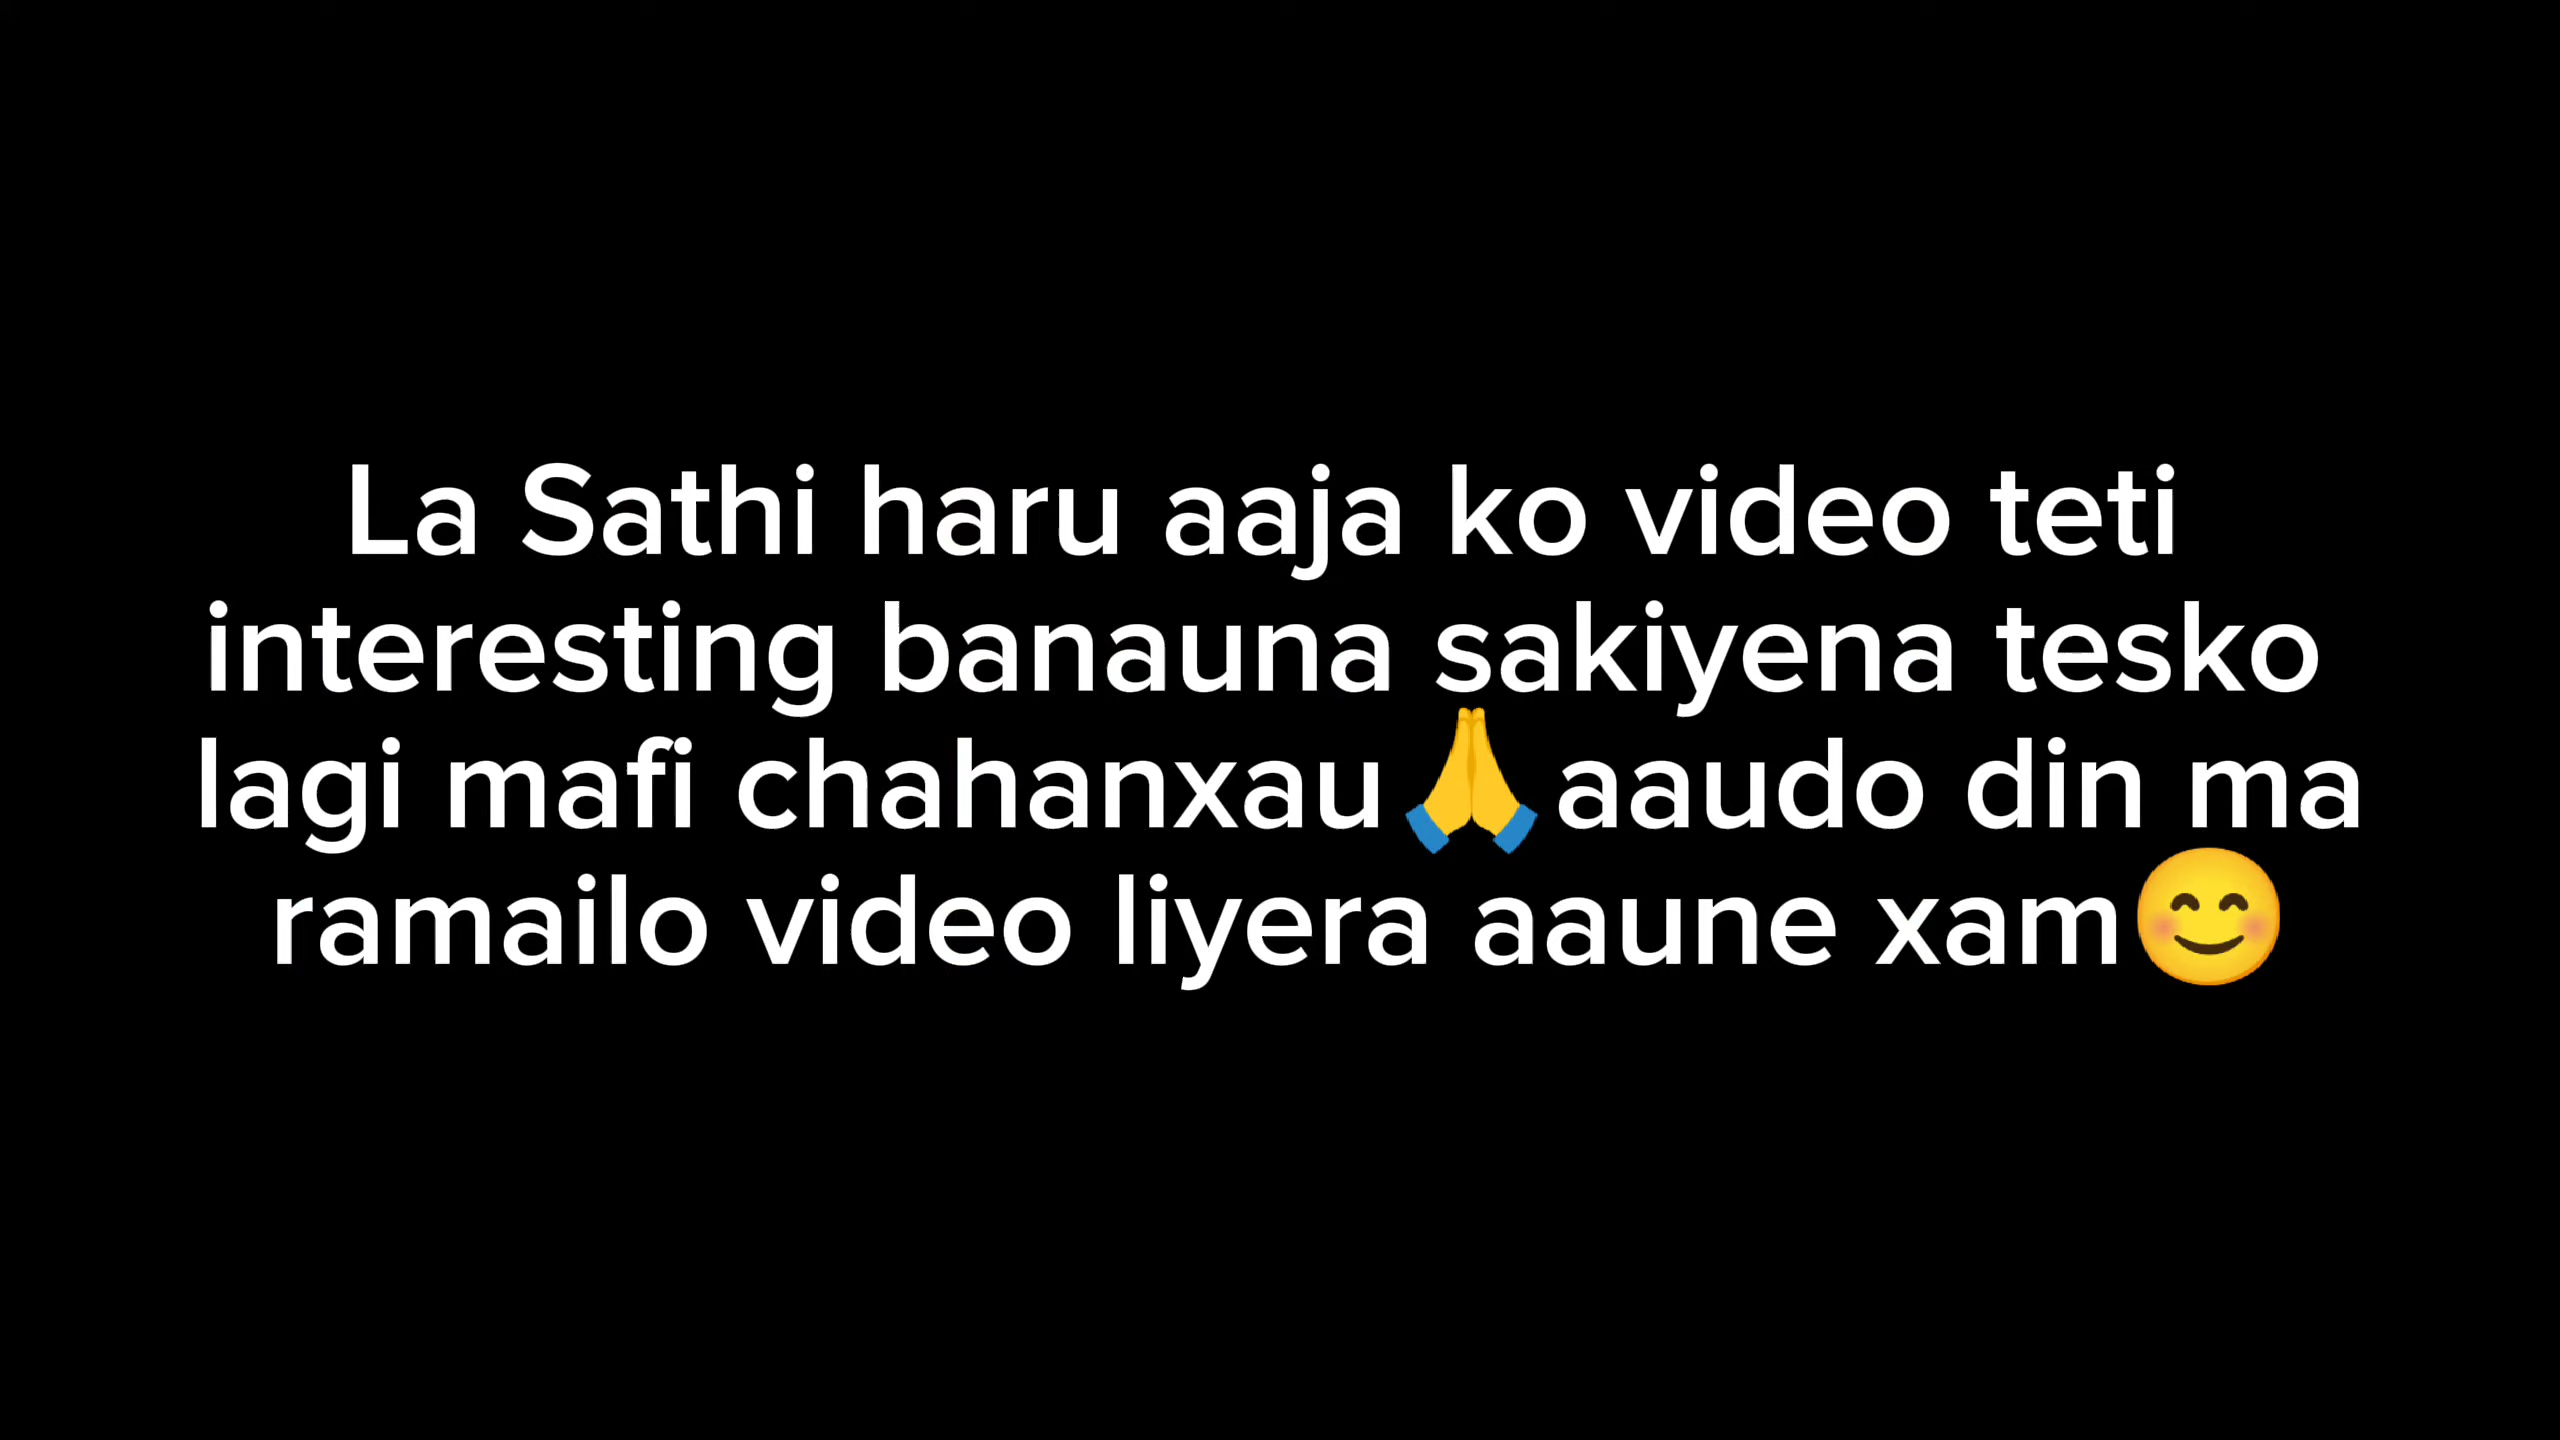 La Sathi haru aaja ko video teti
interesting banauna sakiyena tesko
lagi mafi chahanxau🙏aaudo din ma
ramailo video liyera aaune xam😊